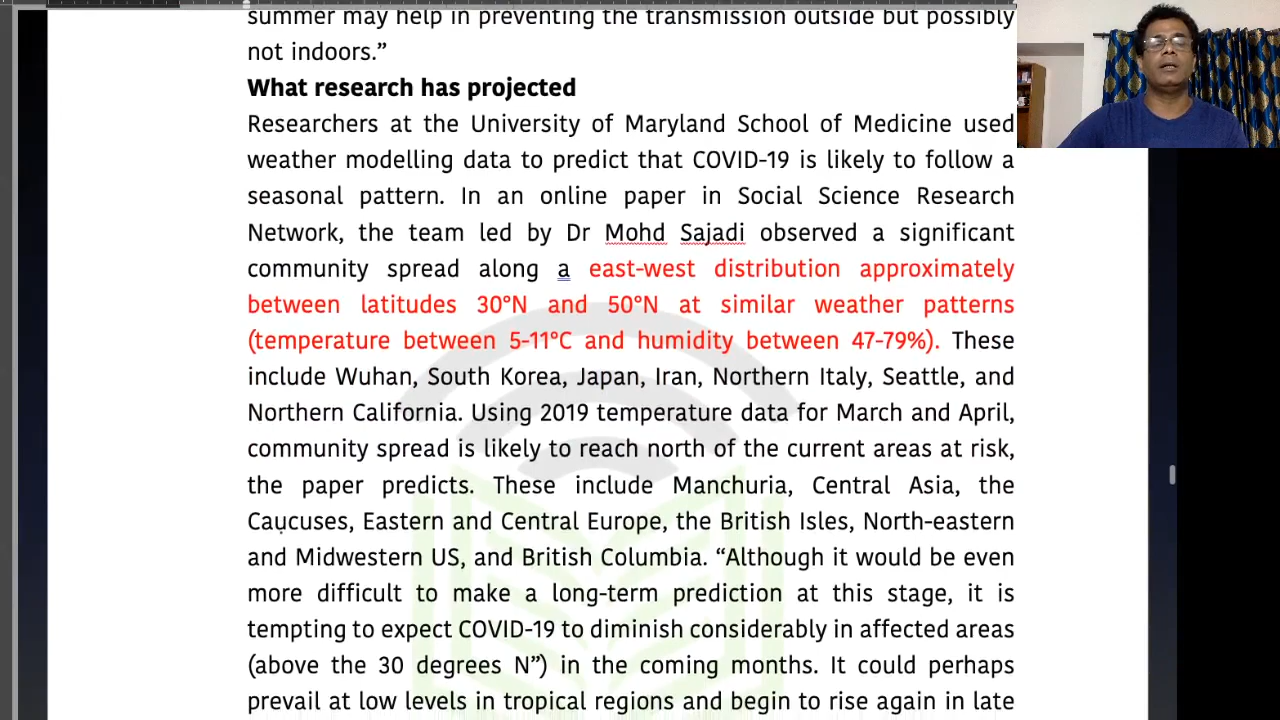 summer may help in preventing the transmission outside but possibly
not indoors.”
What research has projected
Researchers at the University of Maryland School of Medicine used
weather modelling data to predict that COVID-19 is likely to follow a
seasonal pattern. In an online paper in Social Science Research
Network, the team led by Dr Mohd Sajadi observed a significant
community spread along a east-west distribution approximately
between latitudes 30°N and 50°N at similar weather patterns
(temperature between 5-11°C and humidity between 47-79%). These
include Wuhan, South Korea, Japan, Iran, Northern Italy, Seattle, and
Northern California. Using 2019 temperature data for March and April,
community spread is likely to reach north of the current areas at risk,
the paper predicts. These include Manchuria, Central Asia, the
Caucuses, Eastern and Central Europe, the British Isles, North-eastern
and Midwestern US, and British Columbia. “Although it would be even
more difficult to make a long-term prediction at this stage, it is
tempting to expect COVID-19 to diminish considerably in affected areas
(above the 30 degrees N”) in the coming months. It could perhaps
prevail at low levels in tropical regions and begin to rise again in late